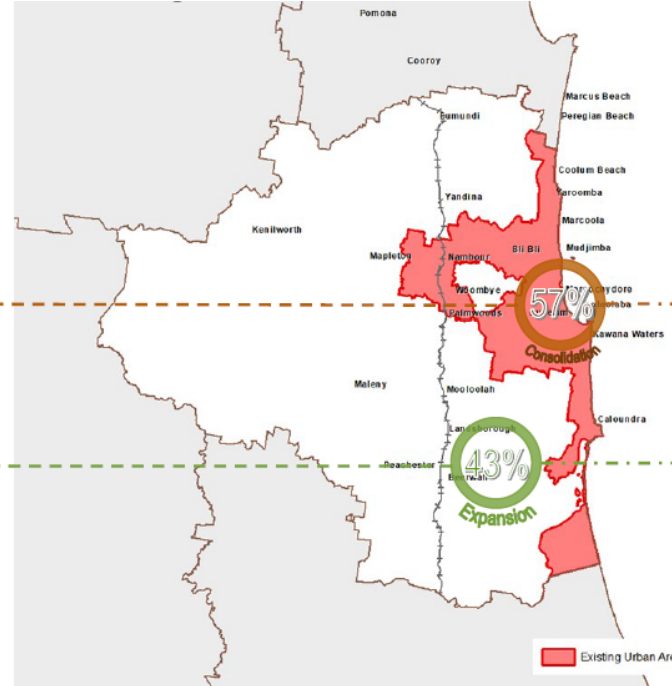 Pomona
Cooroy
Marcus Beach
Peregian Beach
Eumundi
Coolum Beach
Yandina
Yaroomba
Marcoola
Kenilworth
Bli Bli
Mudjimba
Mapleton
Nambour
Woombye
57%
Palmwoods
Kawana Waters
Consolidation
Maleny
Mooloolah
Caloundra
Landsborough
43%
Peachester
Beerwah
Expansion
Existing Urban Are